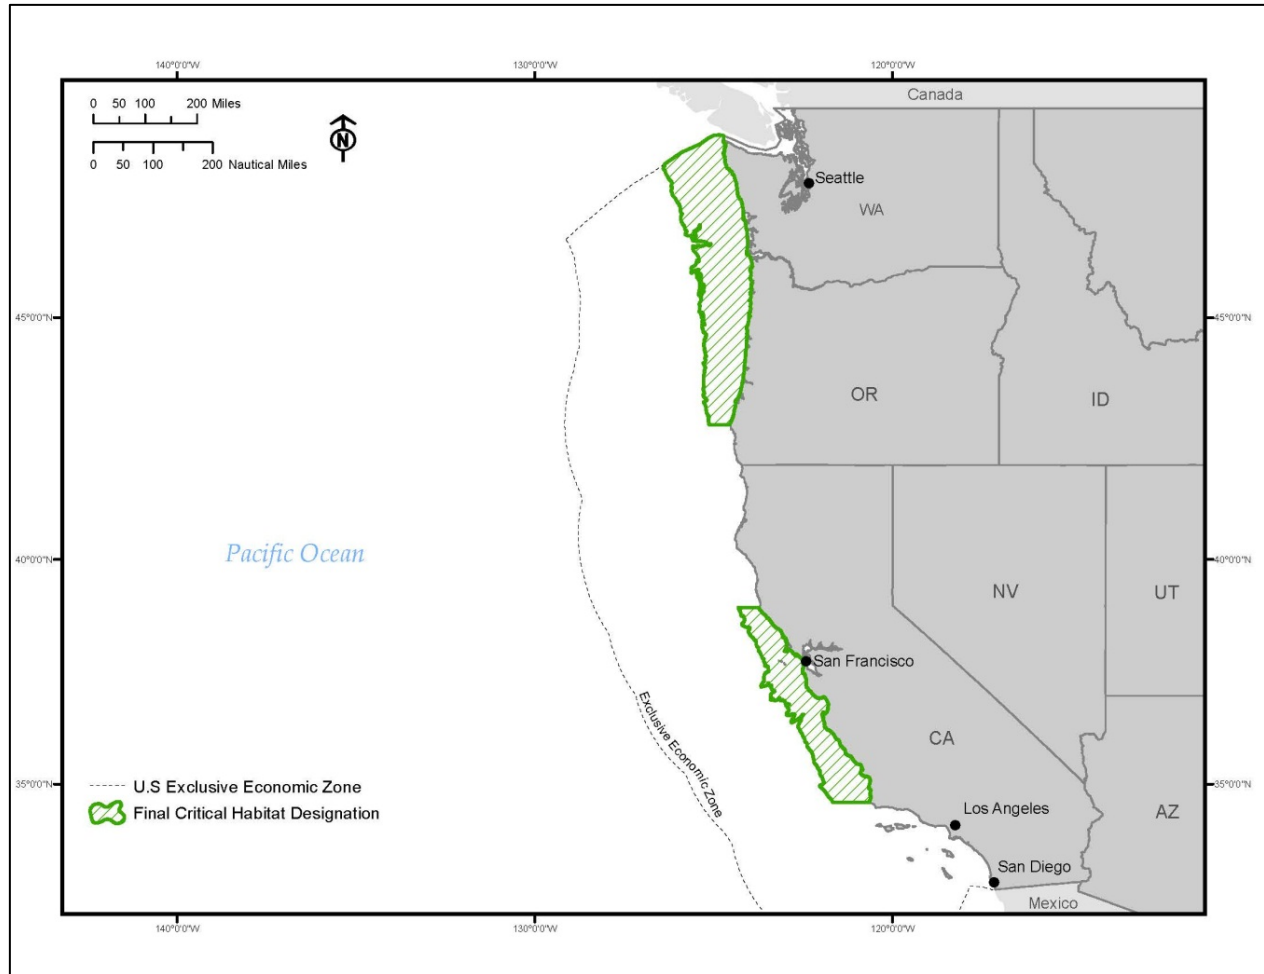 140°0'0"W 130°0'0"W 120°0'0"W
0 50 100 200 Miles
0 50 100 200 Nautical Miles
N
Canada
Seattle
WA
45°0'0"N 45°0'0"N
OR
ID
Pacific Ocean
40°0'0"N 40°0'0"N
NV
UT
San Francisco
Exclusive Economic Zone
CA
35°0'0"N 35°0'0"N
U.S Exclusive Economic Zone
Final Critical Habitat Designation
Los Angeles
AZ
San Diego
Mexico
140°0'0"W 130°0'0"W 120°0'0"W